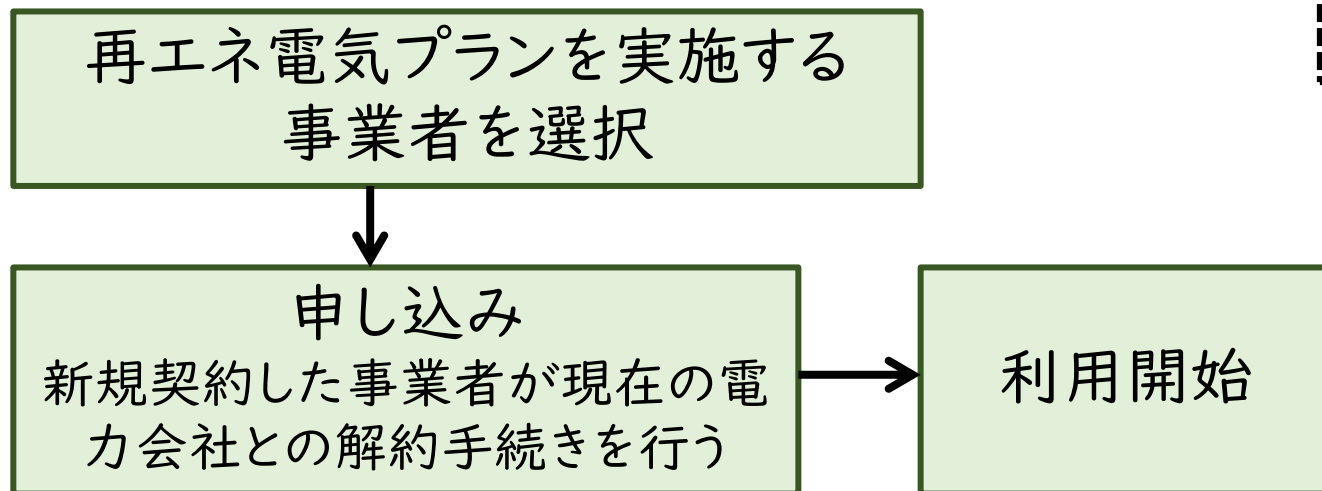 再エネ電気プランを実施する
事業者を選択
申し込み
新規契約した事業者が現在の電
力会社との解約手続きを行う
利用開始